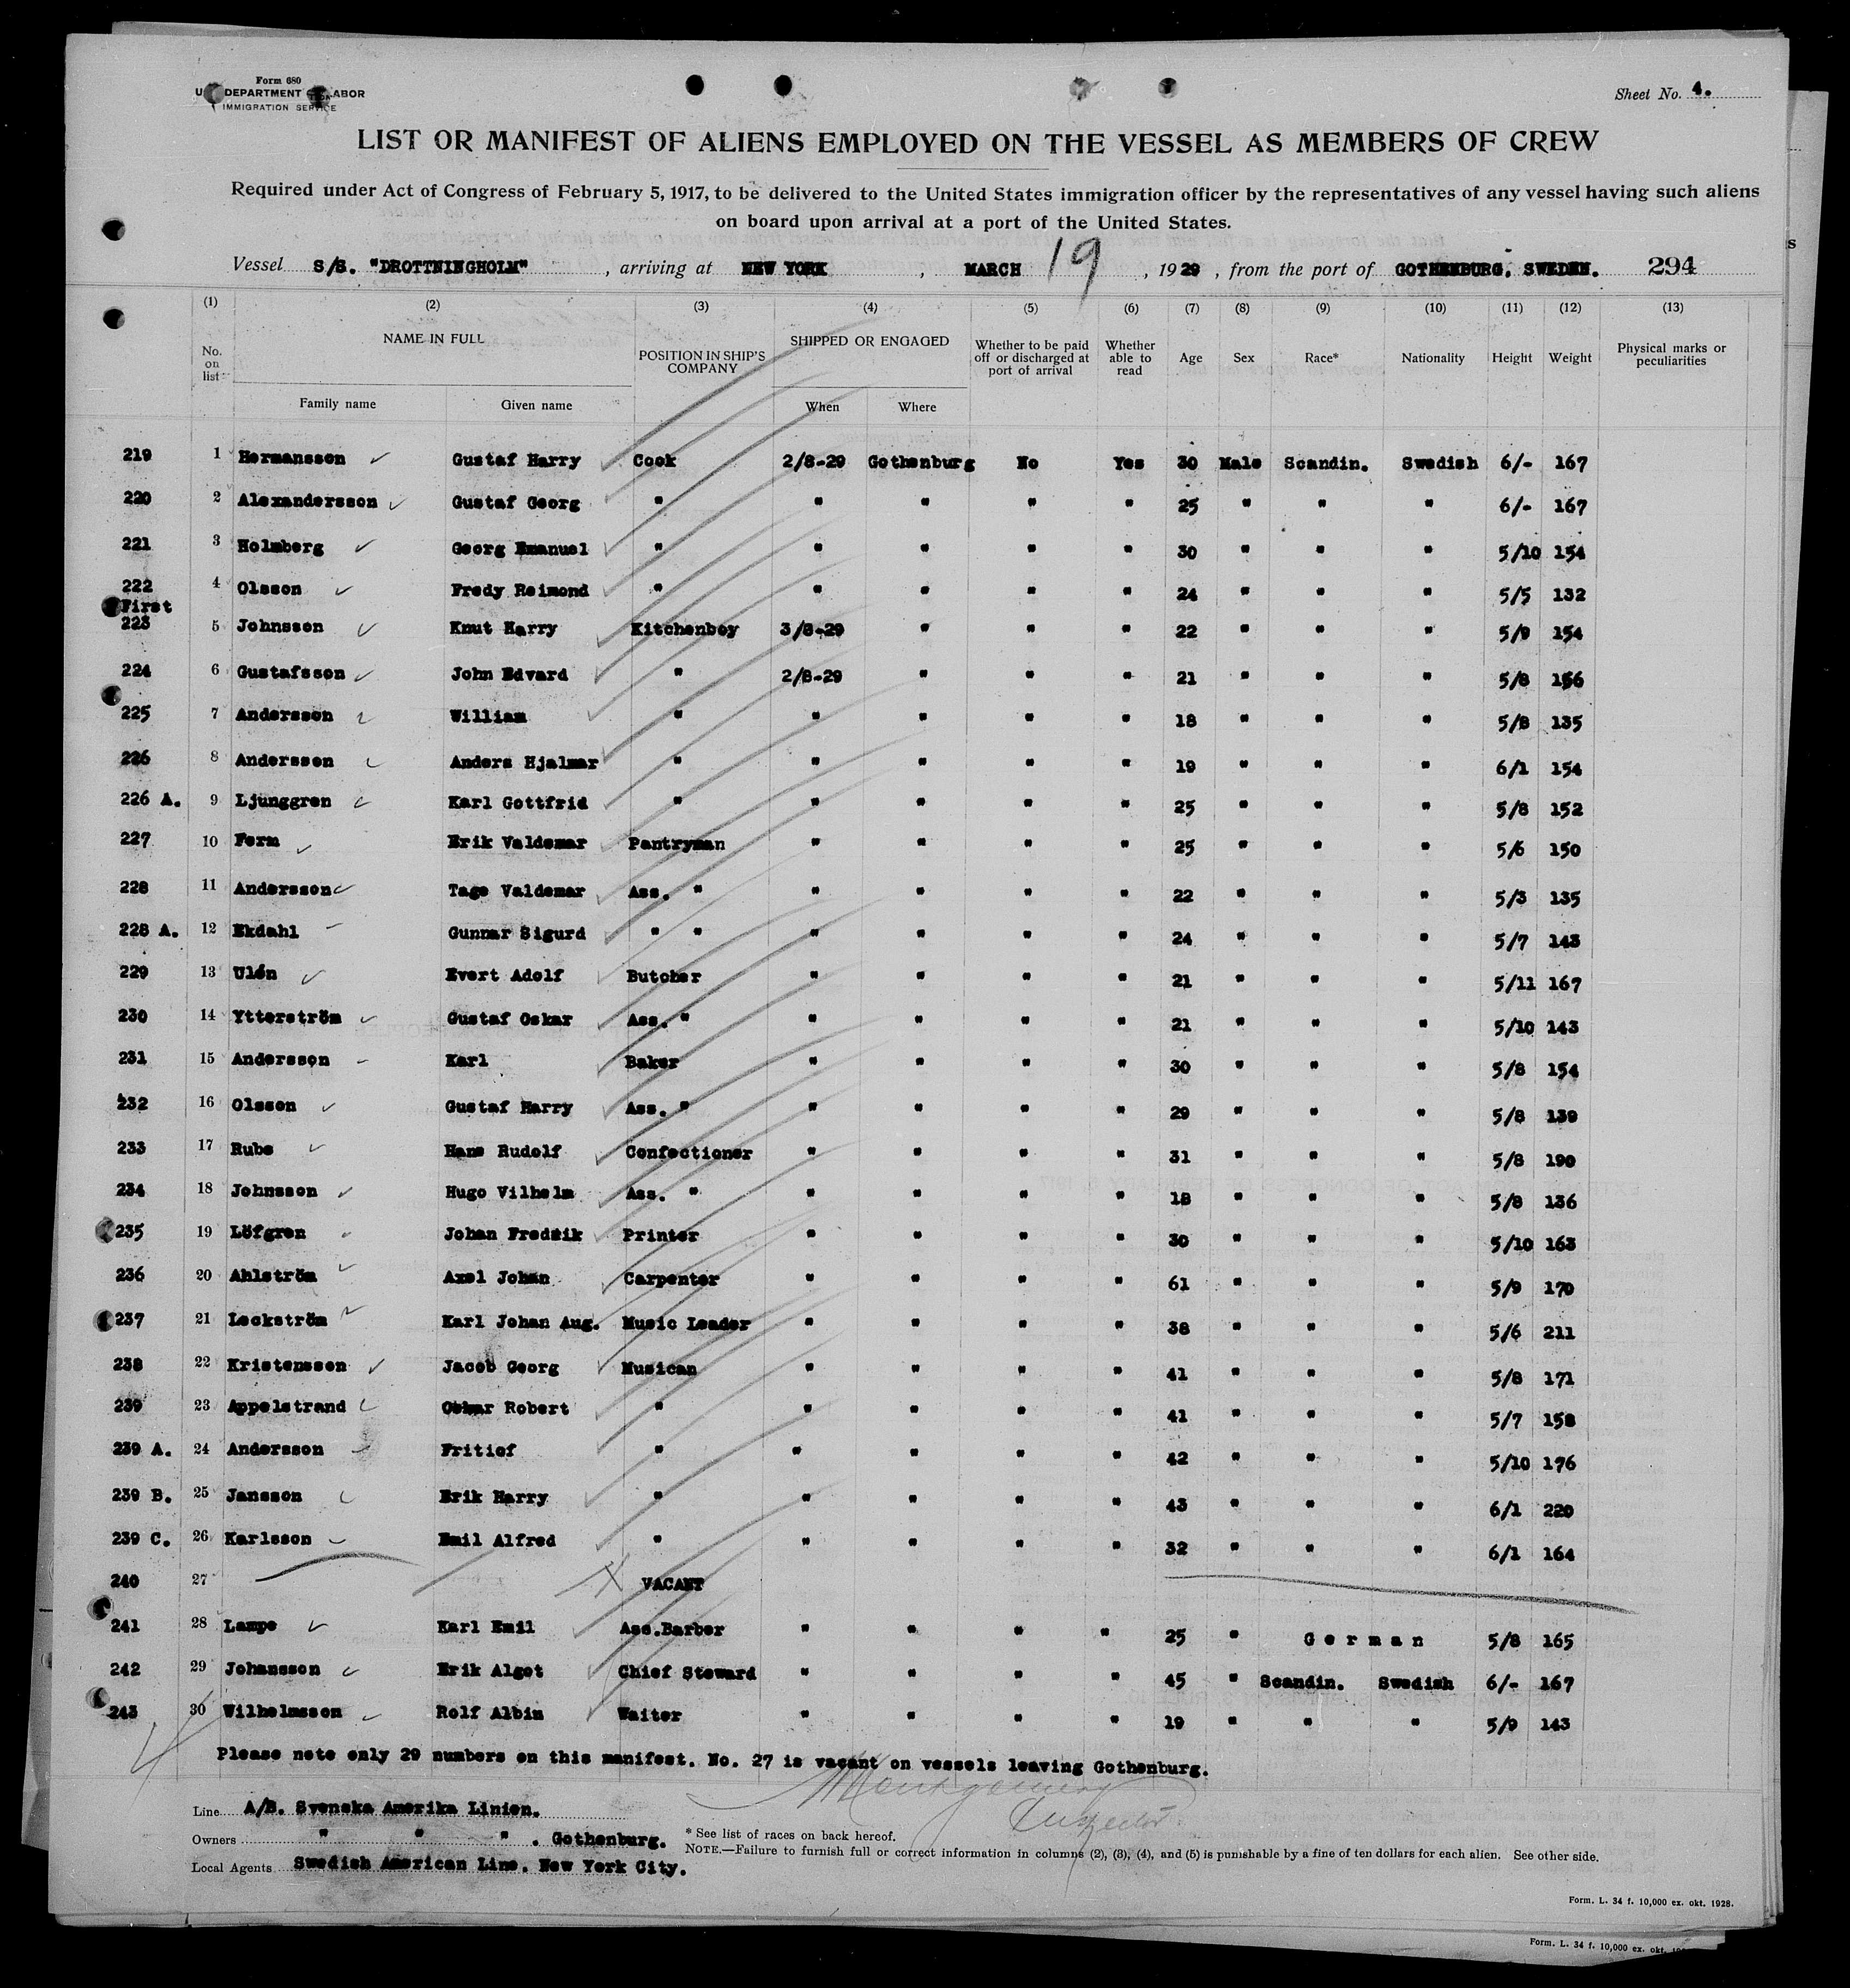 Form 680
U. S. DEPARTMENT OF LABOR
IMMIGRATION SERVICE
Sheet No. 4.
LIST OR MANIFEST OF ALIENS EMPLOYED ON THE VESSEL AS MEMBERS OF CREW
Required under Act of Congress of February 5, 1917, to be delivered to the United States immigration officer by the representatives of any vessel having such aliens
on board upon arrival at a port of the United States.
Vessel S/S. "DROTTNINGHOLM", arriving at NEW YORK, MARCH 19, 1929, from the port of GOTHENBURG, SWEDEN. 294
(1) (2) (3) (4) (5) (6) (7) (8) (9) (10) (11) (12) (13)
No. on list NAME IN FULL POSITION IN SHIP'S COMPANY SHIPPED OR ENGAGED Whether to be paid off or discharged at port of arrival Whether able to read Age Sex Race* Nationality Height Weight Physical marks or peculiarities
Family name Given name When Where
219 1 Hermansson Gustaf Harry Cook 2/8-29 Gothenburg No Yes 30 Male Scandin. Swedish 6/- 167
220 2 Alexandersson Gustaf Georg " " " " " 25 " " " 6/- 167
221 3 Holmberg Georg Emanuel " " " " " 30 " " " 5/10 154
222 4 Olsson Fredy Reimond " " " " " 24 " " " 5/5 132
First
223 5 Johnsson Knut Harry Kitchenboy 3/8-29 " " " 22 " " " 5/9 154
224 6 Gustafsson John Edvard " 2/8-29 " " " 21 " " " 5/8 156
225 7 Andersson William " " " " " 18 " " " 5/8 135
226 8 Andersson Anders Hjalmar " " " " " 19 " " " 6/1 154
226 A. 9 Ljunggren Karl Gottfrid " " " " " 25 " " " 5/8 152
227 10 Ferm Erik Valdemar Pantryman " " " " 25 " " " 5/6 150
228 11 Andersson Tage Valdemar Ass. " " " " " 22 " " " 5/3 135
228 A. 12 Ekdahl Gunnar Sigurd " " " " " " 24 " " " 5/7 143
229 13 Ulén Evert Adolf Butcher " " " " 21 " " " 5/11 167
230 14 Ytterström Gustaf Oskar Ass. " " " " " 21 " " " 5/10 143
231 15 Andersson Karl Baker " " " " 30 " " " 5/8 154
232 16 Olsson Gustaf Harry Ass. " " " " " 29 " " " 5/8 139
233 17 Rube Hans Rudolf Confectioner " " " " 31 " " " 5/8 190
234 18 Johnsson Hugo Vilhelm Ass. " " " " " 18 " " " 5/8 136
235 19 Löfgren Johan Fredrik Printer " " " " 30 " " " 5/10 163
236 20 Ahlström Axel Johan Carpenter " " " " 61 " " " 5/9 170
237 21 Leckström Karl Johan Aug. Music Leader " " " " 38 " " " 5/6 211
238 22 Kristensson Jacob Georg Musican " " " " 41 " " " 5/8 171
239 23 Appelstrand Robert " " " " " 41 " " " 5/7 158
239 A. 24 Andersson Fritiof " " " " " 42 " " " 5/10 176
239 B. 25 Jansson Erik Harry " " " " " 43 " " " 6/1 220
239 C. 26 Karlsson Emil Alfred " " " " " 32 " " " 6/1 164
240 27 VACANT
241 28 Lampe Karl Emil Ass.Barber " " " " 25 " German 5/8 165
242 29 Johansson Erik Algot Chief Steward " " " " 45 " Scandin. Swedish 6/- 167
243 30 Wilhelmsson Rolf Albin Waiter " " " " 19 " " " 5/9 143
Please note only 29 numbers on this manifest. No. 27 is vacant on vessels leaving Gothenburg.
Montgomery
Inspector
Line A/B. Svenska Amerika Linien.
Owners " " " . Gothenburg.
Local Agents Swedish American Line. New York City.
* See list of races on back hereof.
NOTE.—Failure to furnish full or correct information in columns (2), (3), (4), and (5) is punishable by a fine of ten dollars for each alien. See other side.
Form. L. 34 f. 10,000 ex. okt. 1928.
Form. L. 34 f. 10,000 ex. okt.